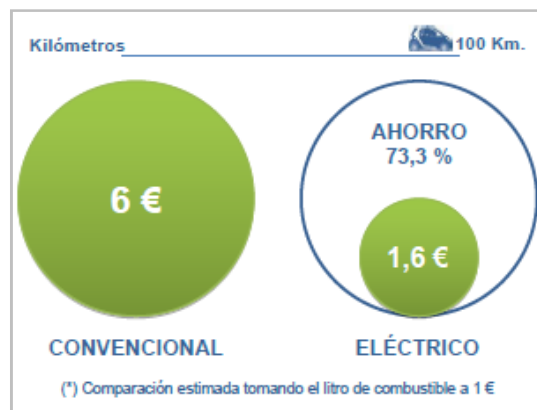 Kilómetros
100 Km.
6 €
AHORRO
73,3 %
1,6 €
CONVENCIONAL
ELÉCTRICO
(*) Comparación estimada tomando el litro de combustible a 1 €